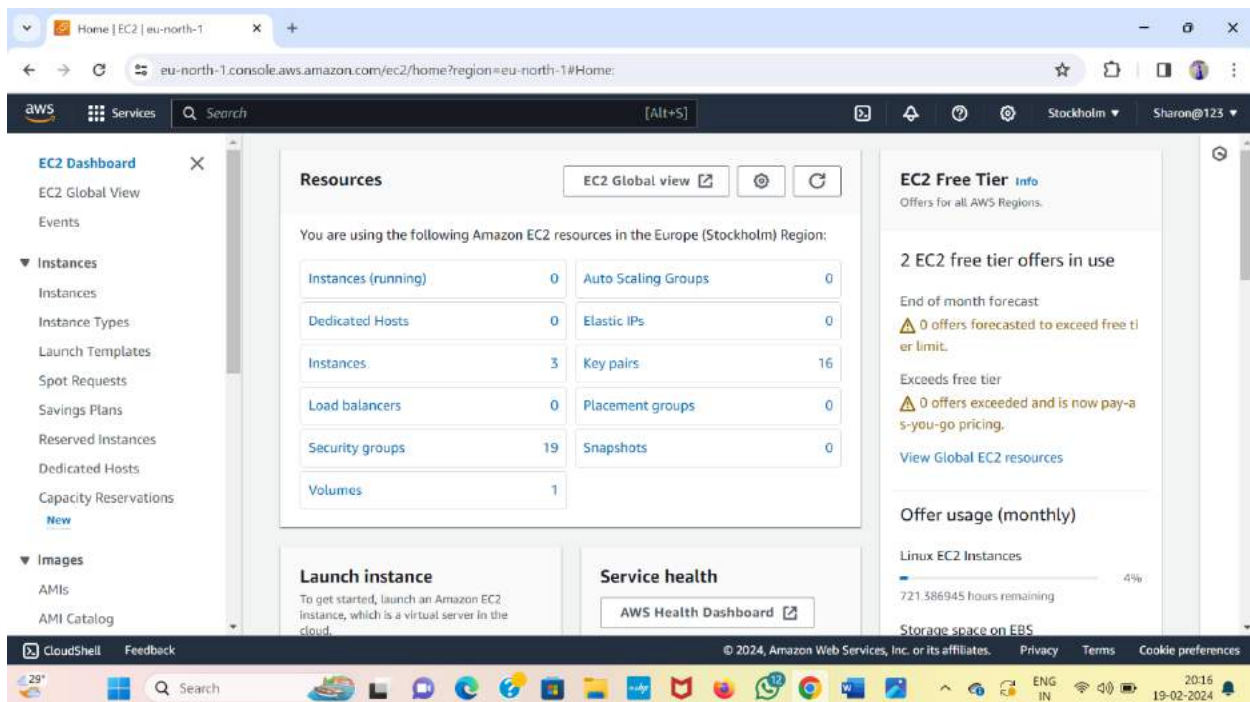 Home | EC2 | eu-north-1
eu-north-1.console.aws.amazon.com/ec2/home?region=eu-north-1#Home:
aws Services Search [Alt+S] Stockholm Sharon@123
EC2 Dashboard
EC2 Global View
Events
Instances
Instances
Instance Types
Launch Templates
Spot Requests
Savings Plans
Reserved Instances
Dedicated Hosts
Capacity Reservations
New
Images
AMIs
AMI Catalog
Resources
EC2 Global view
You are using the following Amazon EC2 resources in the Europe (Stockholm) Region:
Instances (running) 0 Auto Scaling Groups 0
Dedicated Hosts 0 Elastic IPs 0
Instances 3 Key pairs 16
Load balancers 0 Placement groups 0
Security groups 19 Snapshots 0
Volumes 1
Launch instance
To get started, launch an Amazon EC2
instance, which is a virtual server in the
cloud.
Service health
AWS Health Dashboard
EC2 Free Tier Info
Offers for all AWS Regions.
2 EC2 free tier offers in use
End of month forecast
0 offers forecasted to exceed free ti
er limit.
Exceeds free tier
0 offers exceeded and is now pay-a
s-you-go pricing.
View Global EC2 resources
Offer usage (monthly)
Linux EC2 Instances
4%
721.386945 hours remaining
Storage space on EBS
CloudShell Feedback © 2024, Amazon Web Services, Inc. or its affiliates. Privacy Terms Cookie preferences
29°
Search
12
ENG
IN
20:16
19-02-2024